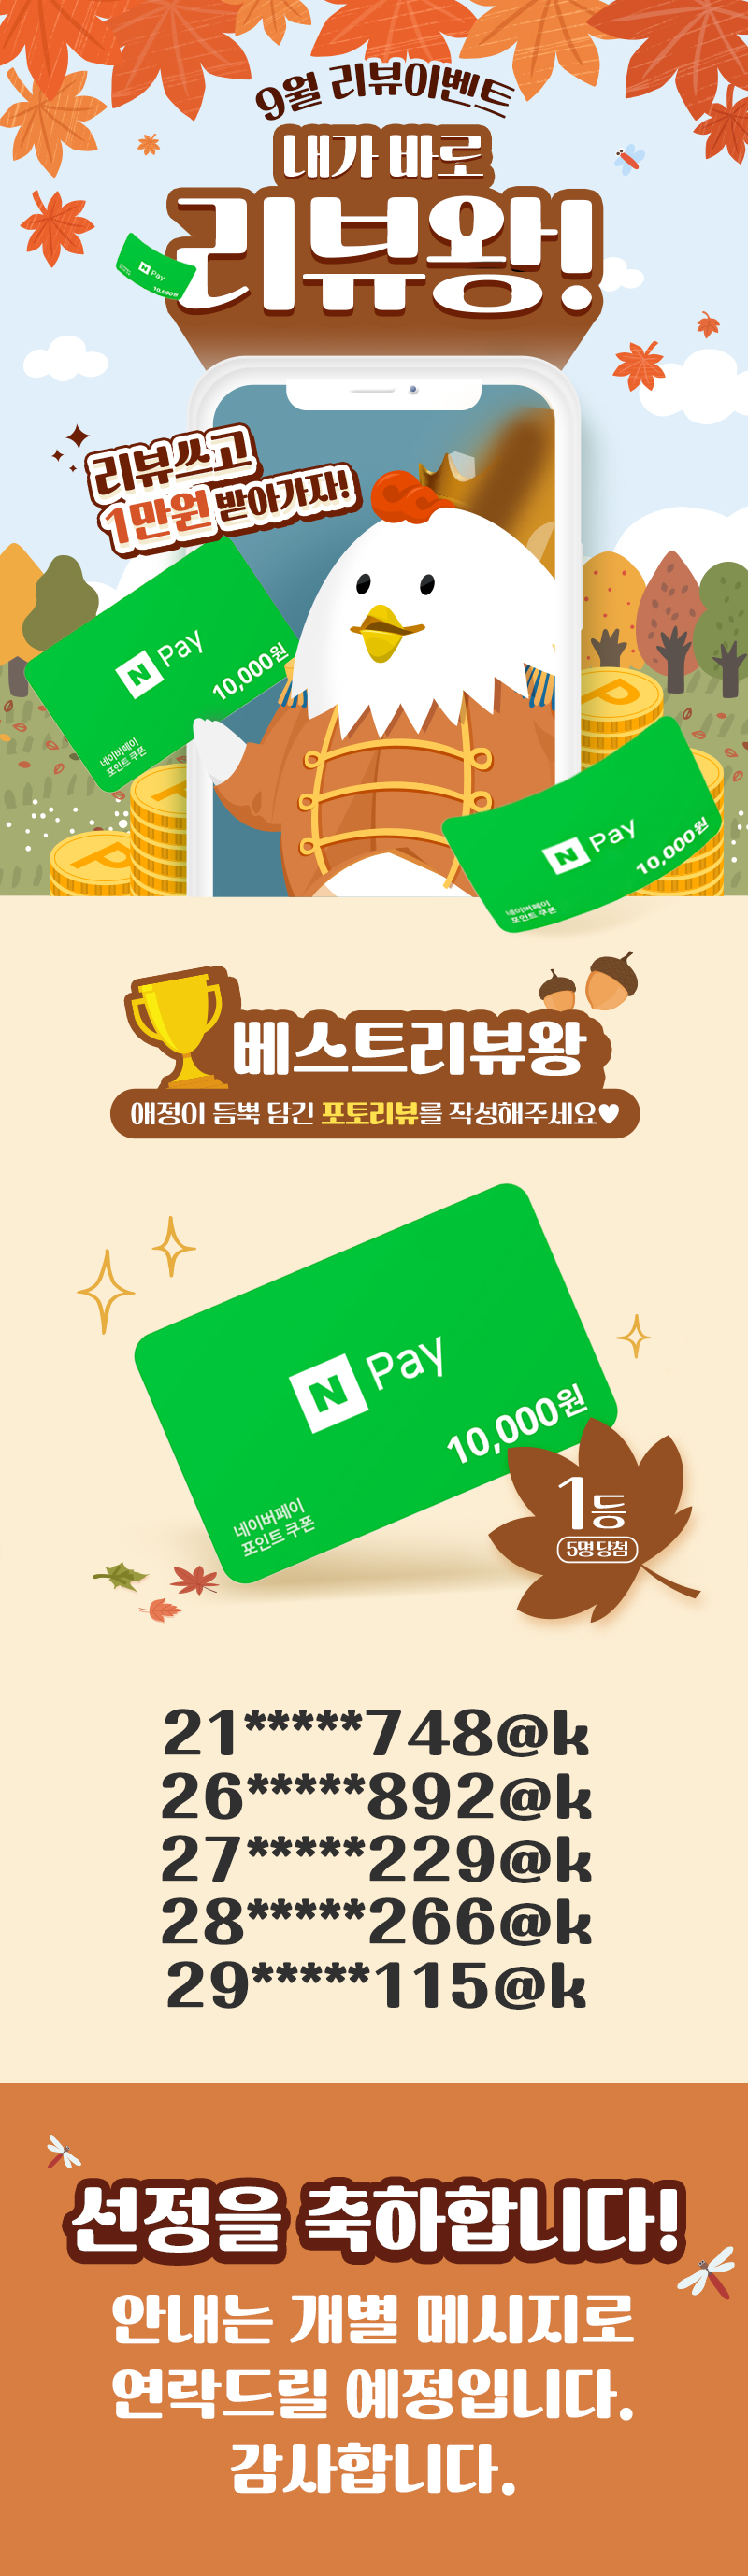 9월 리뷰이벤트
내가 바로
리뷰왕!
N Pay
10,000원
리뷰쓰고
1만원 받아가자!
N Pay
10,000원
네이버페이
포인트 쿠폰
P
P
P
N Pay
10,000원
네이버페이
포인트 쿠폰
베스트리뷰왕
애정이 듬뿍 담긴 포토리뷰를 작성해주세요♥
N Pay
10,000원
네이버페이
포인트 쿠폰
1등
5명 당첨
21*****748@k
26*****892@k
27*****229@k
28*****266@k
29*****115@k
선정을 축하합니다!
안내는 개별 메시지로
연락드릴 예정입니다.
감사합니다.